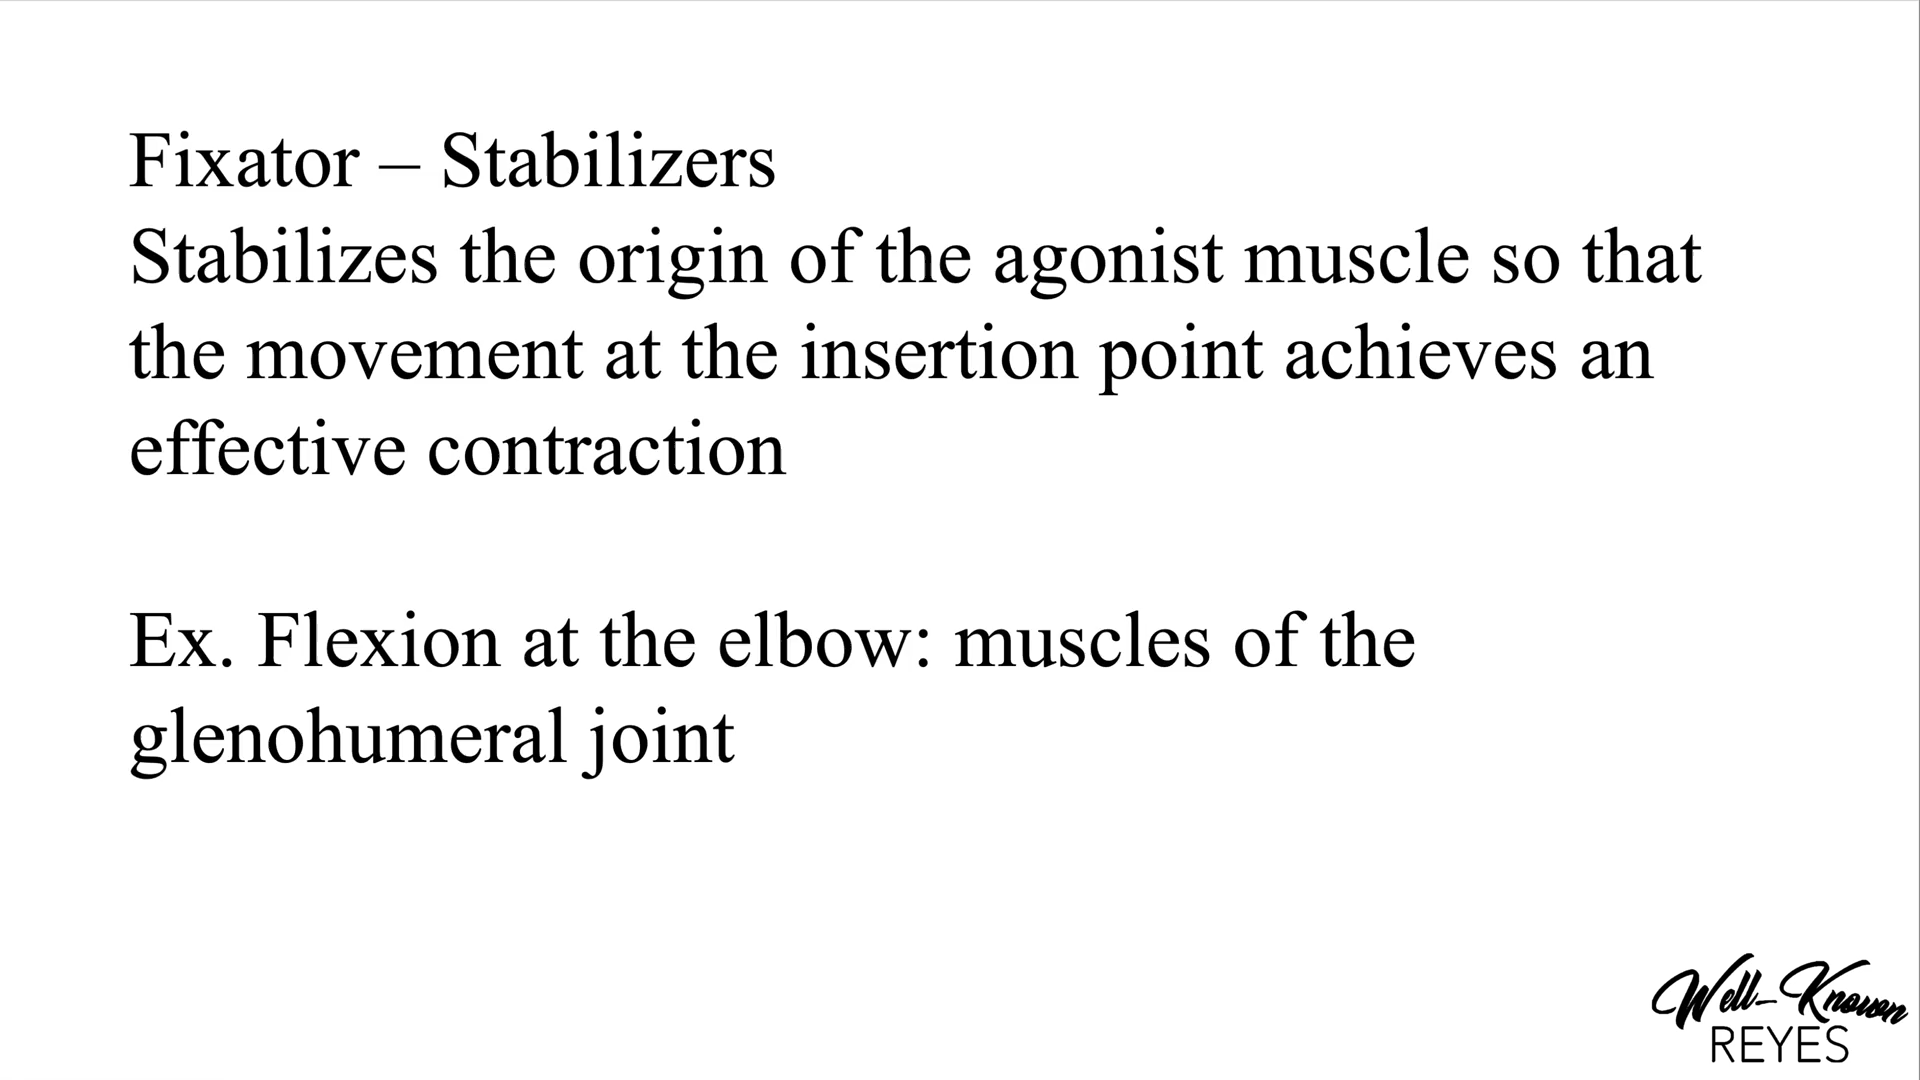 Fixator – Stabilizers
Stabilizes the origin of the agonist muscle so that
the movement at the insertion point achieves an
effective contraction
Ex. Flexion at the elbow: muscles of the
glenohumeral joint
Well-Known
REYES